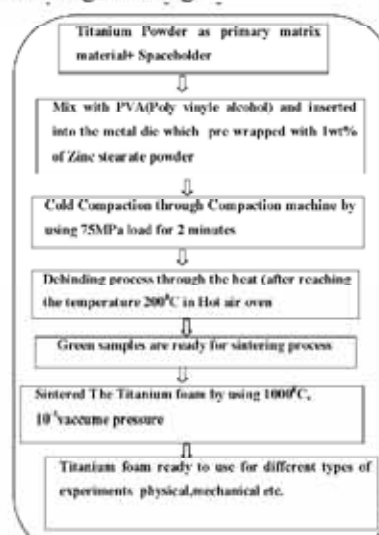 Titanium Powder as primary matrix
material+ Spaceholder
Mix with PVA(Poly vinyle alcohol) and inserted
into the metal die which pre wrapped with 1wt%
of Zinc stearate powder
Cold Compaction through Compaction machine by
using 75MPa load for 2 minutes
Debinding process through the heat (after reaching
the temperature 200⁰C in Hot air oven
Green samples are ready for sintering process
Sintered The Titanium foam by using 1000⁰C,
vaccume pressure
Titanium foam ready to use for different types of
experiments physical,mechanical etc.